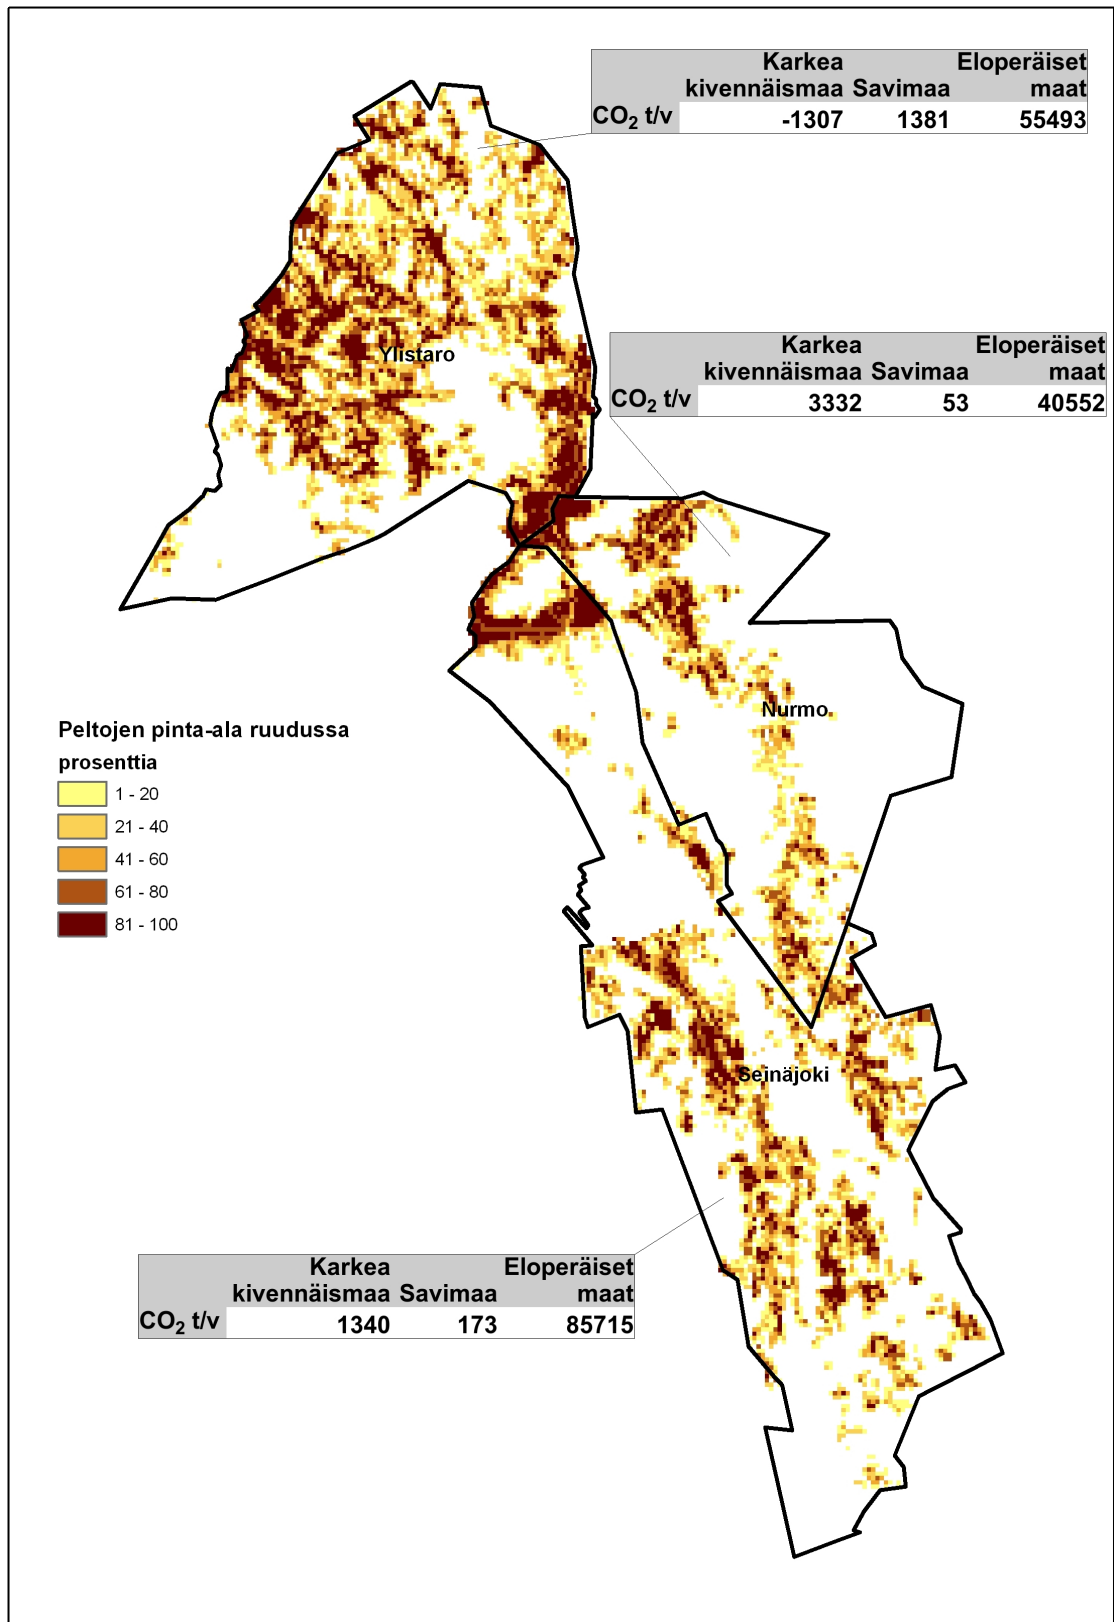 Karkea Eloperäiset
kivennäismaa Savimaa maat
CO2 t/v -1307 1381 55493
Ylistaro
Karkea Eloperäiset
kivennäismaa Savimaa maat
CO2 t/v 3332 53 40552
Nurmo
Peltojen pinta-ala ruudussa
prosenttia
1 - 20
21 - 40
41 - 60
61 - 80
81 - 100
Seinäjoki
Karkea Eloperäiset
kivennäismaa Savimaa maat
CO2 t/v 1340 173 85715